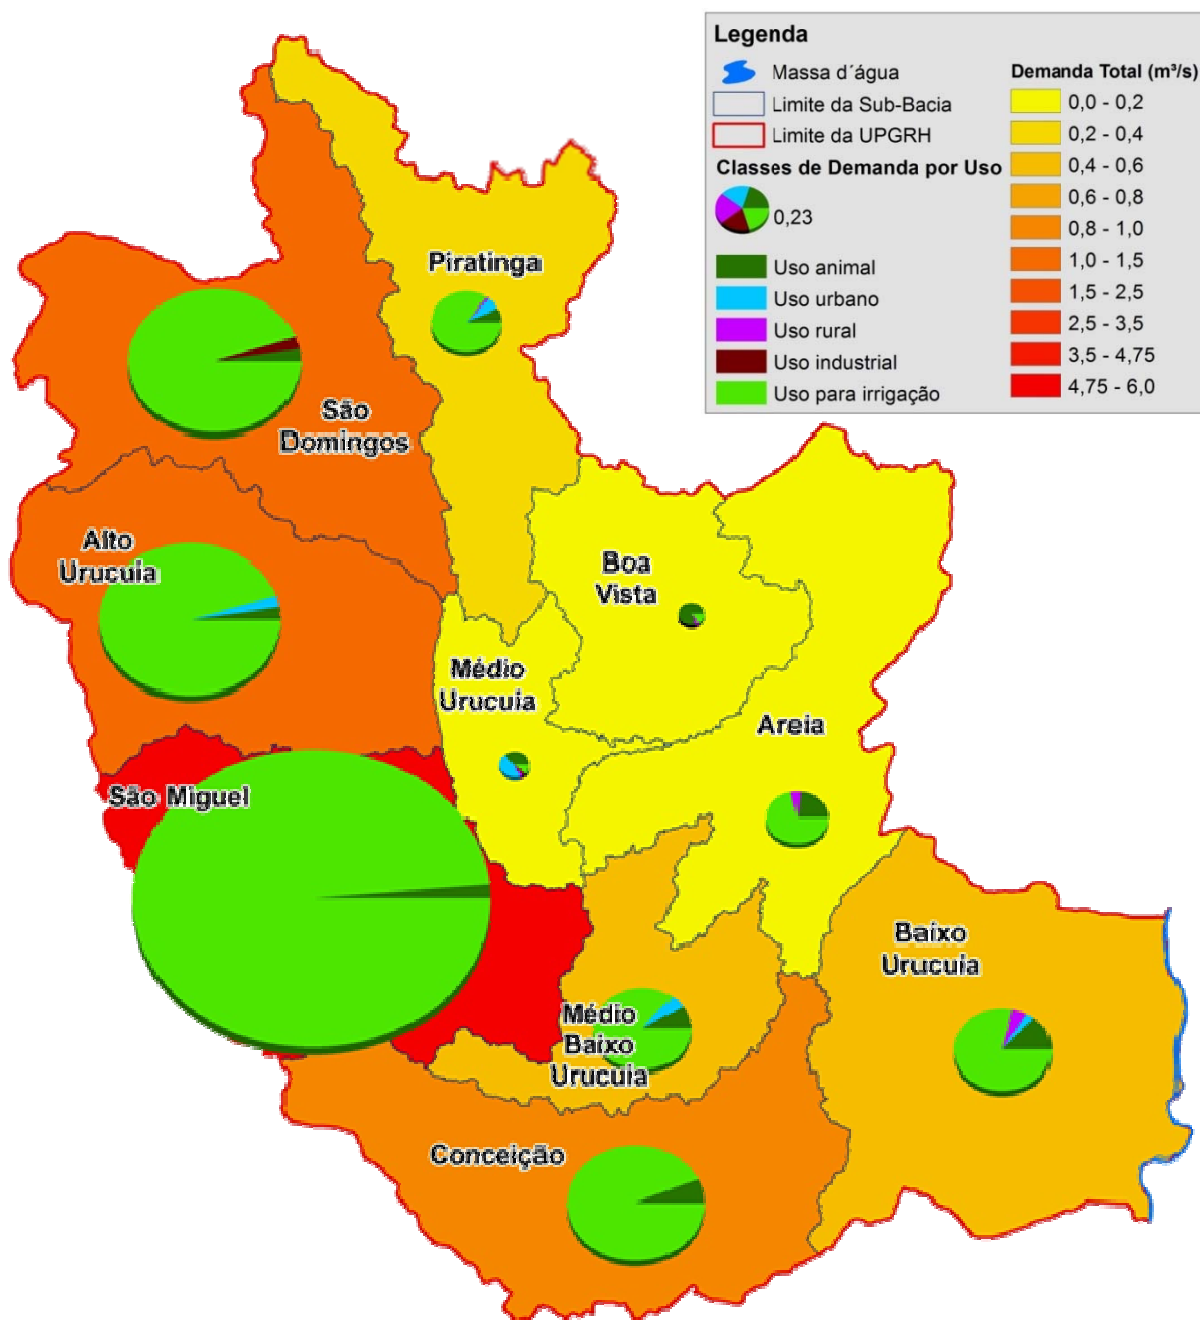 Legenda
Massa d´água
Limite da Sub-Bacia
Limite da UPGRH
Classes de Demanda por Uso
0,23
Uso animal
Uso urbano
Uso rural
Uso industrial
Uso para irrigação
Demanda Total (m³/s)
0,0 - 0,2
0,2 - 0,4
0,4 - 0,6
0,6 - 0,8
0,8 - 1,0
1,0 - 1,5
1,5 - 2,5
2,5 - 3,5
3,5 - 4,75
4,75 - 6,0
Piratinga
São
Domingos
Alto
Urucuia
Boa
Vista
Médio
Urucuia
Areia
São Miguel
Baixo
Urucuia
Médio
Baixo
Urucuia
Conceição